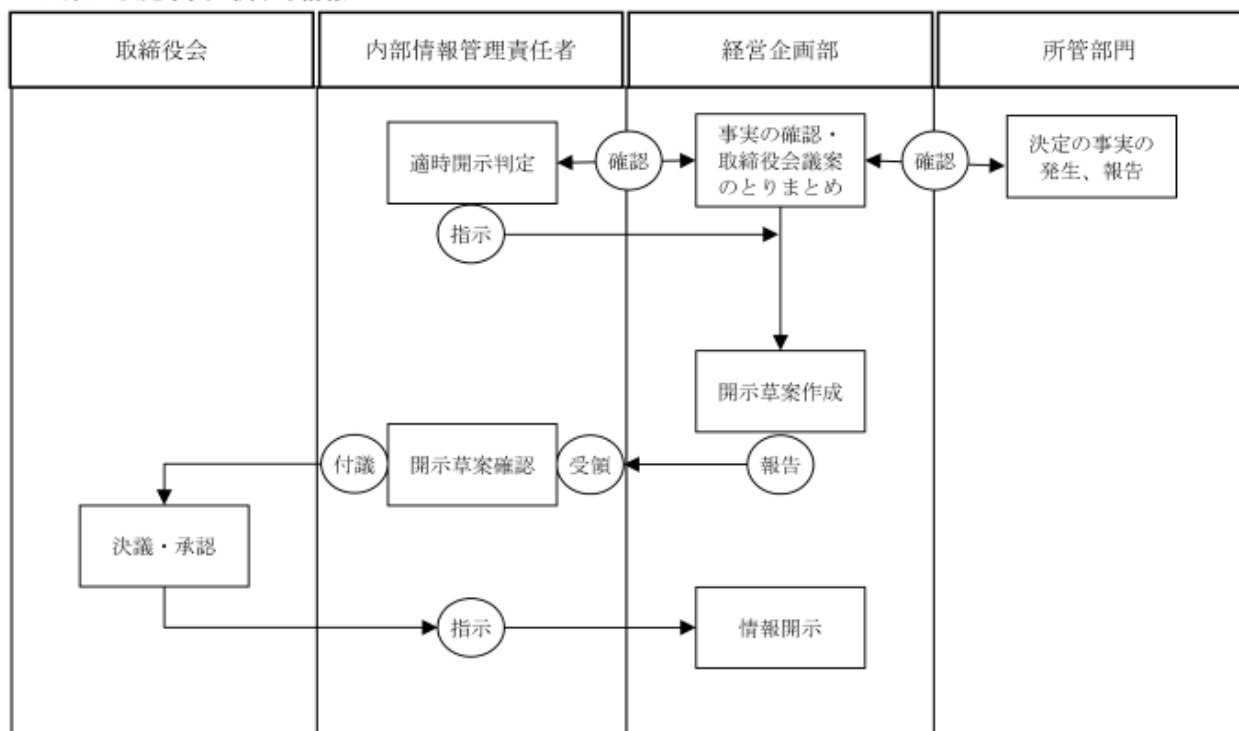 取締役会
内部情報管理責任者
経営企画部
所管部門
適時開示判定
確認
事実の確認・
取締役会議案
のとりまとめ
確認
決定の事実の
発生、報告
指示
開示草案作成
付議
開示草案確認
受領
報告
決議・承認
指示
情報開示